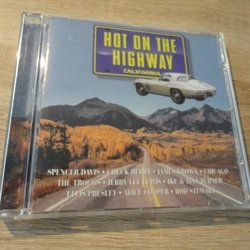 HOT ON THE
HIGHWAY
CALIFORNIA
SPENCER DAVIS • CHUCK BERRY • JAMES BROWN • CHICAGO
THE TROGGS • JERRY LEE LEWIS • IKE & TINA TURNER
ELVIS PRESLEY • ALICE COOPER • ROD STEWART